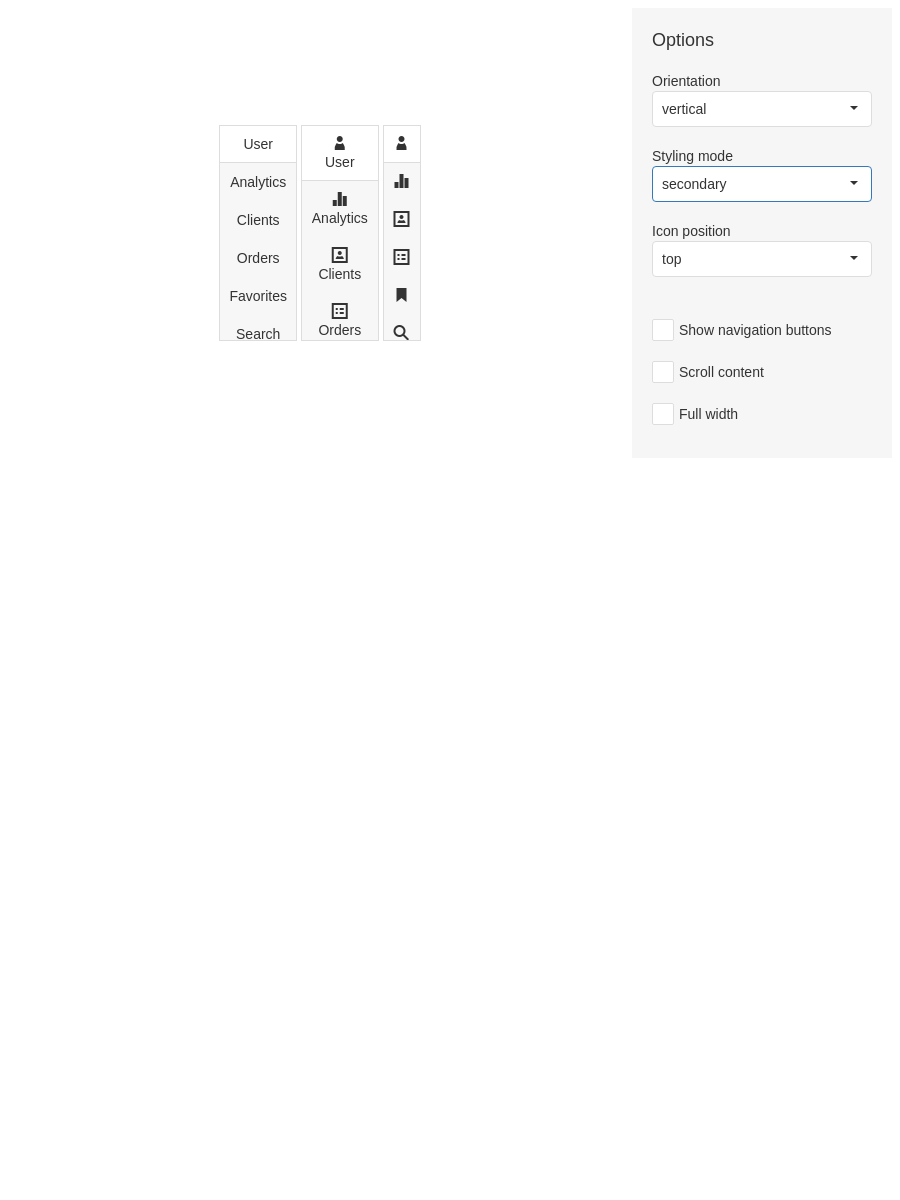 User
Analytics
Clients
Orders
Favorites
Search
User
Analytics
Clients
Orders
Options
Orientation
vertical
Styling mode
secondary
Icon position
top
Show navigation buttons
Scroll content
Full width